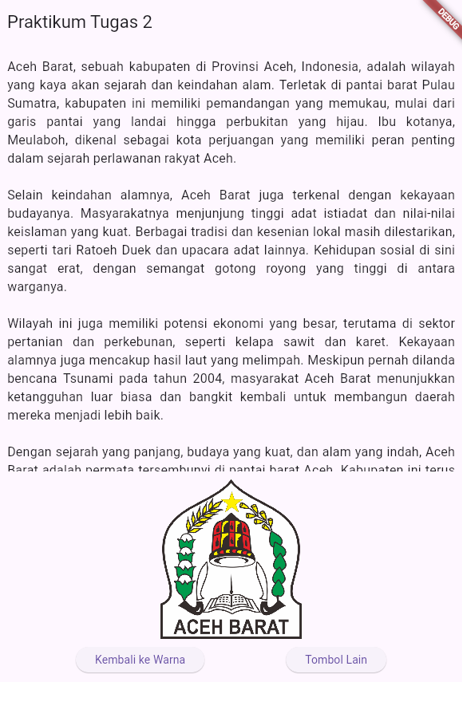 DEBUG
Praktikum Tugas 2
Aceh Barat, sebuah kabupaten di Provinsi Aceh, Indonesia, adalah wilayah
yang kaya akan sejarah dan keindahan alam. Terletak di pantai barat Pulau
Sumatra, kabupaten ini memiliki pemandangan yang memukau, mulai dari
garis pantai yang landai hingga perbukitan yang hijau. Ibu kotanya,
Meulaboh, dikenal sebagai kota perjuangan yang memiliki peran penting
dalam sejarah perlawanan rakyat Aceh.
Selain keindahan alamnya, Aceh Barat juga terkenal dengan kekayaan
budayanya. Masyarakatnya menjunjung tinggi adat istiadat dan nilai-nilai
keislaman yang kuat. Berbagai tradisi dan kesenian lokal masih dilestarikan,
seperti tari Ratoeh Duek dan upacara adat lainnya. Kehidupan sosial di sini
sangat erat, dengan semangat gotong royong yang tinggi di antara
warganya.
Wilayah ini juga memiliki potensi ekonomi yang besar, terutama di sektor
pertanian dan perkebunan, seperti kelapa sawit dan karet. Kekayaan
alamnya juga mencakup hasil laut yang melimpah. Meskipun pernah dilanda
bencana Tsunami pada tahun 2004, masyarakat Aceh Barat menunjukkan
ketangguhan luar biasa dan bangkit kembali untuk membangun daerah
mereka menjadi lebih baik.
Dengan sejarah yang panjang, budaya yang kuat, dan alam yang indah, Aceh
Barat adalah permata tersembunyi di pantai barat Aceh. Kabupaten ini terus
ACEH BARAT
Kembali ke Warna
Tombol Lain